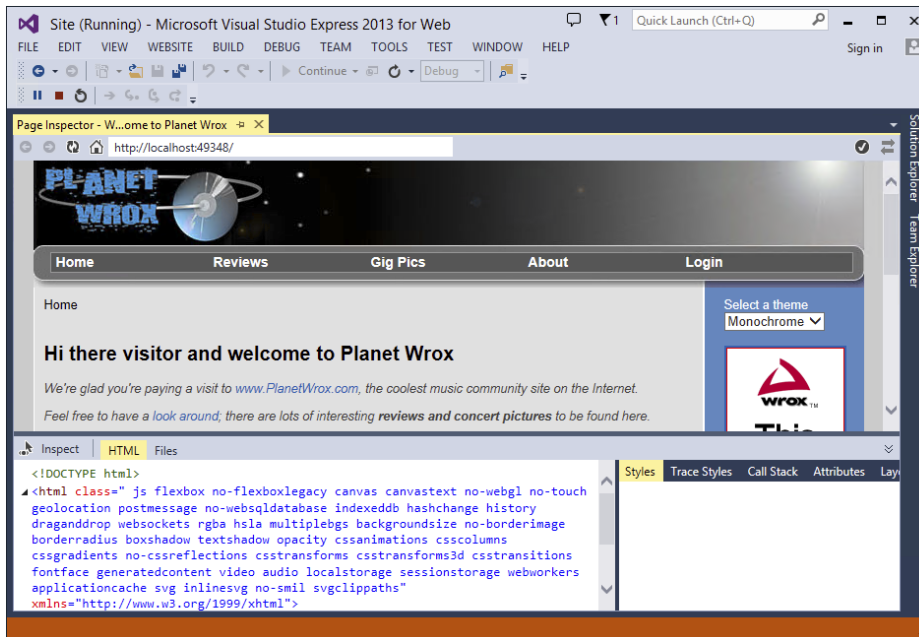 Site (Running) - Microsoft Visual Studio Express 2013 for Web
1
Quick Launch (Ctrl+Q)
FILE EDIT VIEW WEBSITE BUILD DEBUG TEAM TOOLS TEST WINDOW HELP
Sign in
Continue
Debug
Page Inspector - W...ome to Planet Wrox
http://localhost:49348/
Solution Explorer
Team Explorer
PLANET
WROX
Home Reviews Gig Pics About Login
Home
Select a theme
Monochrome
Hi there visitor and welcome to Planet Wrox
We're glad you're paying a visit to www.PlanetWrox.com, the coolest music community site on the Internet.
Feel free to have a look around; there are lots of interesting reviews and concert pictures to be found here.
wrox TM
This
Inspect HTML Files
<!DOCTYPE html>
<html class=" js flexbox no-flexboxlegacy canvas canvastext no-webgl no-touch
geolocation postmessage no-websqldatabase indexeddb hashchange history
draganddrop websockets rgba hsla multiplebgs backgroundsize no-borderimage
borderradius boxshadow textshadow opacity cssanimations csscolumns
cssgradients no-cssreflections csstransforms csstransforms3d csstransitions
fontface generatedcontent video audio localstorage sessionstorage webworkers
applicationcache svg inlinesvg no-smil svgclippaths"
xmlns="http://www.w3.org/1999/xhtml">
Styles Trace Styles Call Stack Attributes Lay